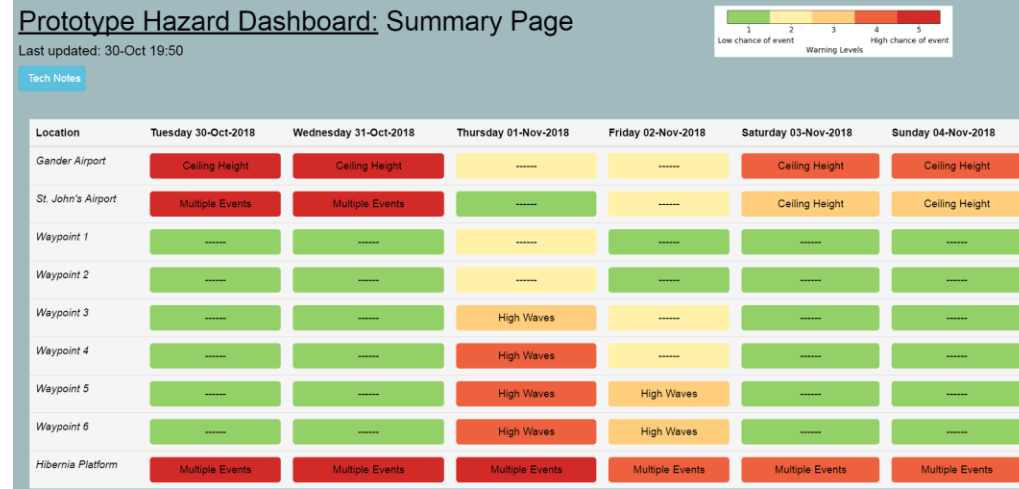 Prototype Hazard Dashboard: Summary Page
Last updated: 30-Oct 19:50
Tech Notes
1 2 3 4 5
Low chance of event High chance of event
Warning Levels
Location Tuesday 30-Oct-2018 Wednesday 31-Oct-2018 Thursday 01-Nov-2018 Friday 02-Nov-2018 Saturday 03-Nov-2018 Sunday 04-Nov-2018
Gander Airport Ceiling Height Ceiling Height ------ ------ Ceiling Height Ceiling Height
St. John's Airport Multiple Events Multiple Events ------ ------ Ceiling Height Ceiling Height
Waypoint 1 ------ ------ ------ ------ ------ ------
Waypoint 2 ------ ------ ------ ------ ------ ------
Waypoint 3 ------ ------ High Waves ------ ------ ------
Waypoint 4 ------ ------ High Waves ------ ------ ------
Waypoint 5 ------ ------ High Waves High Waves ------ ------
Waypoint 6 ------ ------ High Waves High Waves ------ ------
Hibernia Platform Multiple Events Multiple Events Multiple Events Multiple Events Multiple Events Multiple Events